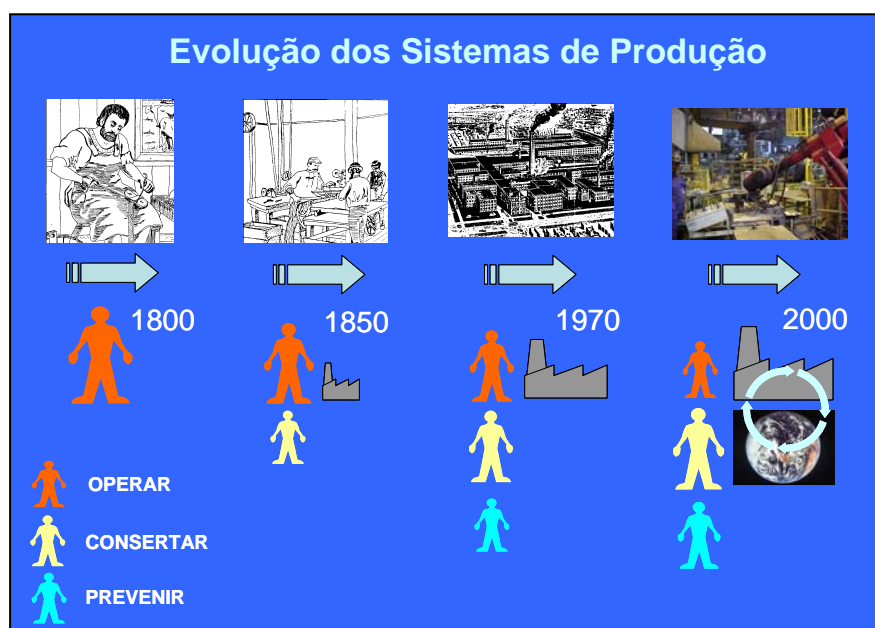 Evolução dos Sistemas de Produção
1800
1850
1970
2000
OPERAR
CONSERTAR
PREVENIR